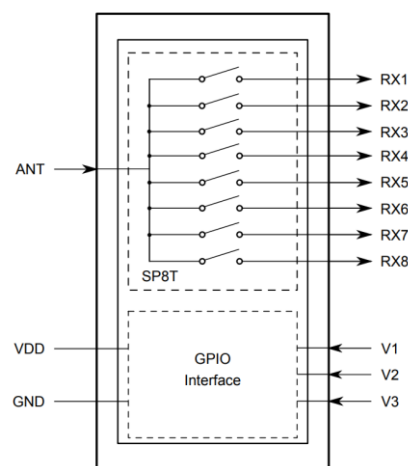 RX1
RX2
RX3
RX4
ANT
RX5
RX6
RX7
RX8
SP8T
VDD
GPIO
Interface
V1
V2
GND
V3